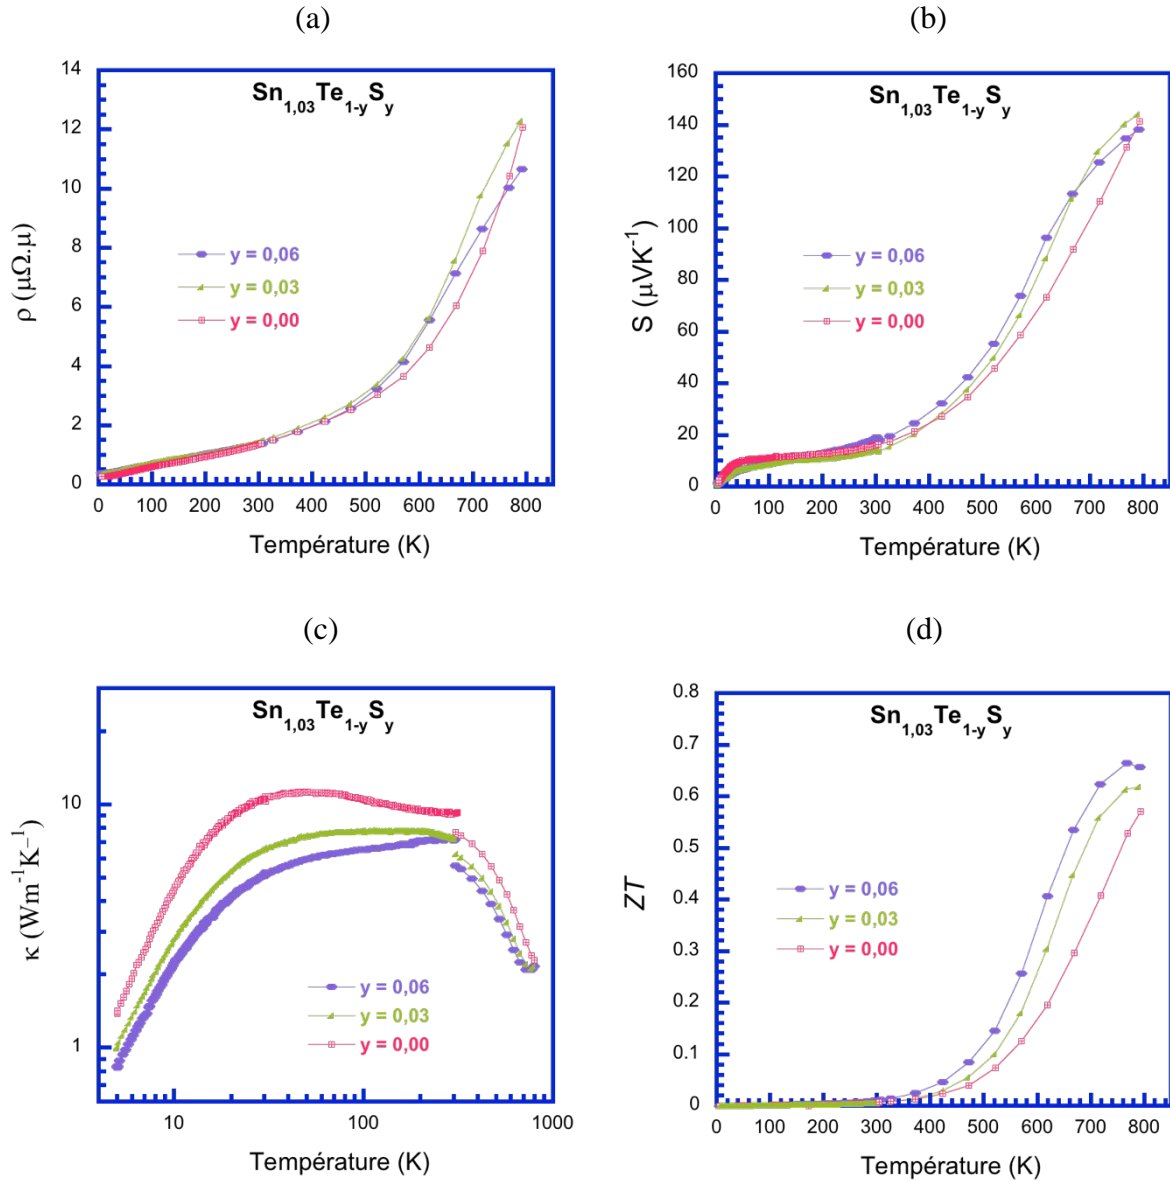 (a)
Sn1,03Te1-ySy
ρ (μΩ.μ)
14
12
10
8
6
4
2
0
y = 0,06
y = 0,03
y = 0,00
0 100 200 300 400 500 600 700 800
Température (K)
(b)
Sn1,03Te1-ySy
S (μVK⁻¹)
160
140
120
100
80
60
40
20
0
y = 0,06
y = 0,03
y = 0,00
0 100 200 300 400 500 600 700 800
Température (K)
(c)
Sn1,03Te1-ySy
κ (Wm⁻¹K⁻¹)
10
1
y = 0,06
y = 0,03
y = 0,00
10 100 1000
Température (K)
(d)
Sn1,03Te1-ySy
ZT
0.8
0.7
0.6
0.5
0.4
0.3
0.2
0.1
0
y = 0,06
y = 0,03
y = 0,00
0 100 200 300 400 500 600 700 800
Température (K)